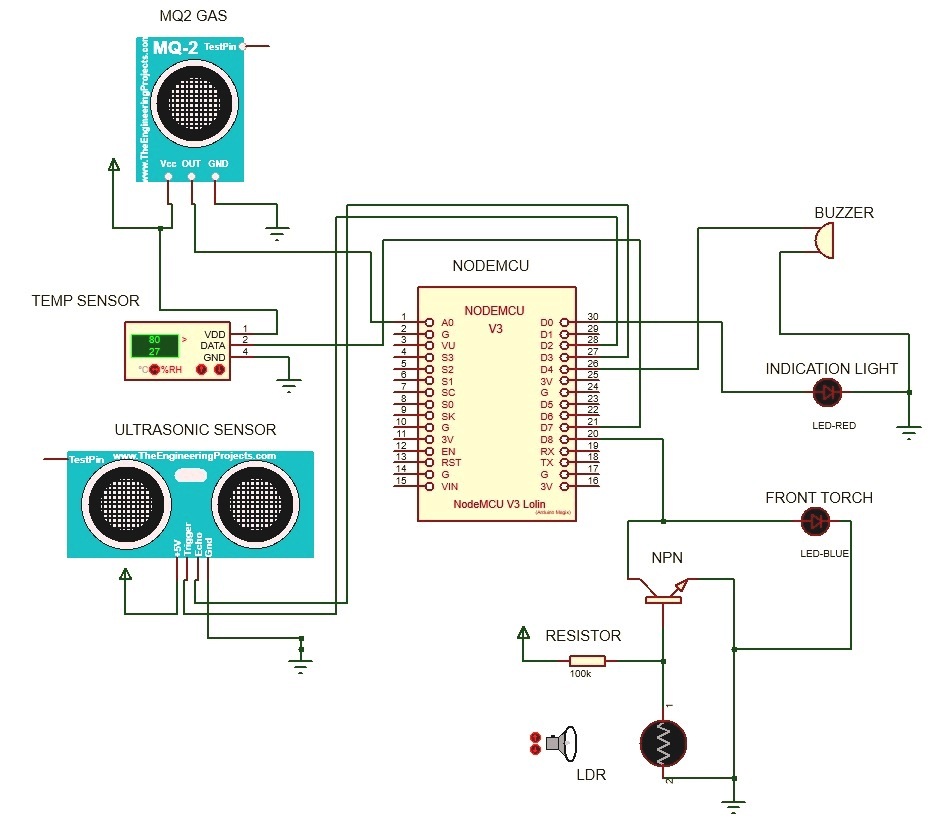 MQ2 GAS
MQ-2 TestPin
www.TheEngineeringProjects.com
Vcc OUT GND
TEMP SENSOR
80
27
>
°C %RH
VDD 1
DATA 2
GND 4
ULTRASONIC SENSOR
TestPin www.TheEngineeringProjects.com
+5V
Trigger
Echo
Gnd
NODEMCU
NODEMCU
V3
1 A0 D0 30
2 G D1 29
3 VU D2 28
4 S3 D3 27
5 S2 D4 26
6 S1 3V 25
7 SC G 24
8 S0 D5 23
9 SK D6 22
10 G D7 21
11 3V D8 20
12 EN RX 19
13 RST TX 18
14 G G 17
15 VIN 3V 16
NodeMCU V3 Lolin
BUZZER
INDICATION LIGHT
LED-RED
FRONT TORCH
LED-BLUE
NPN
RESISTOR
100k
1
2
LDR